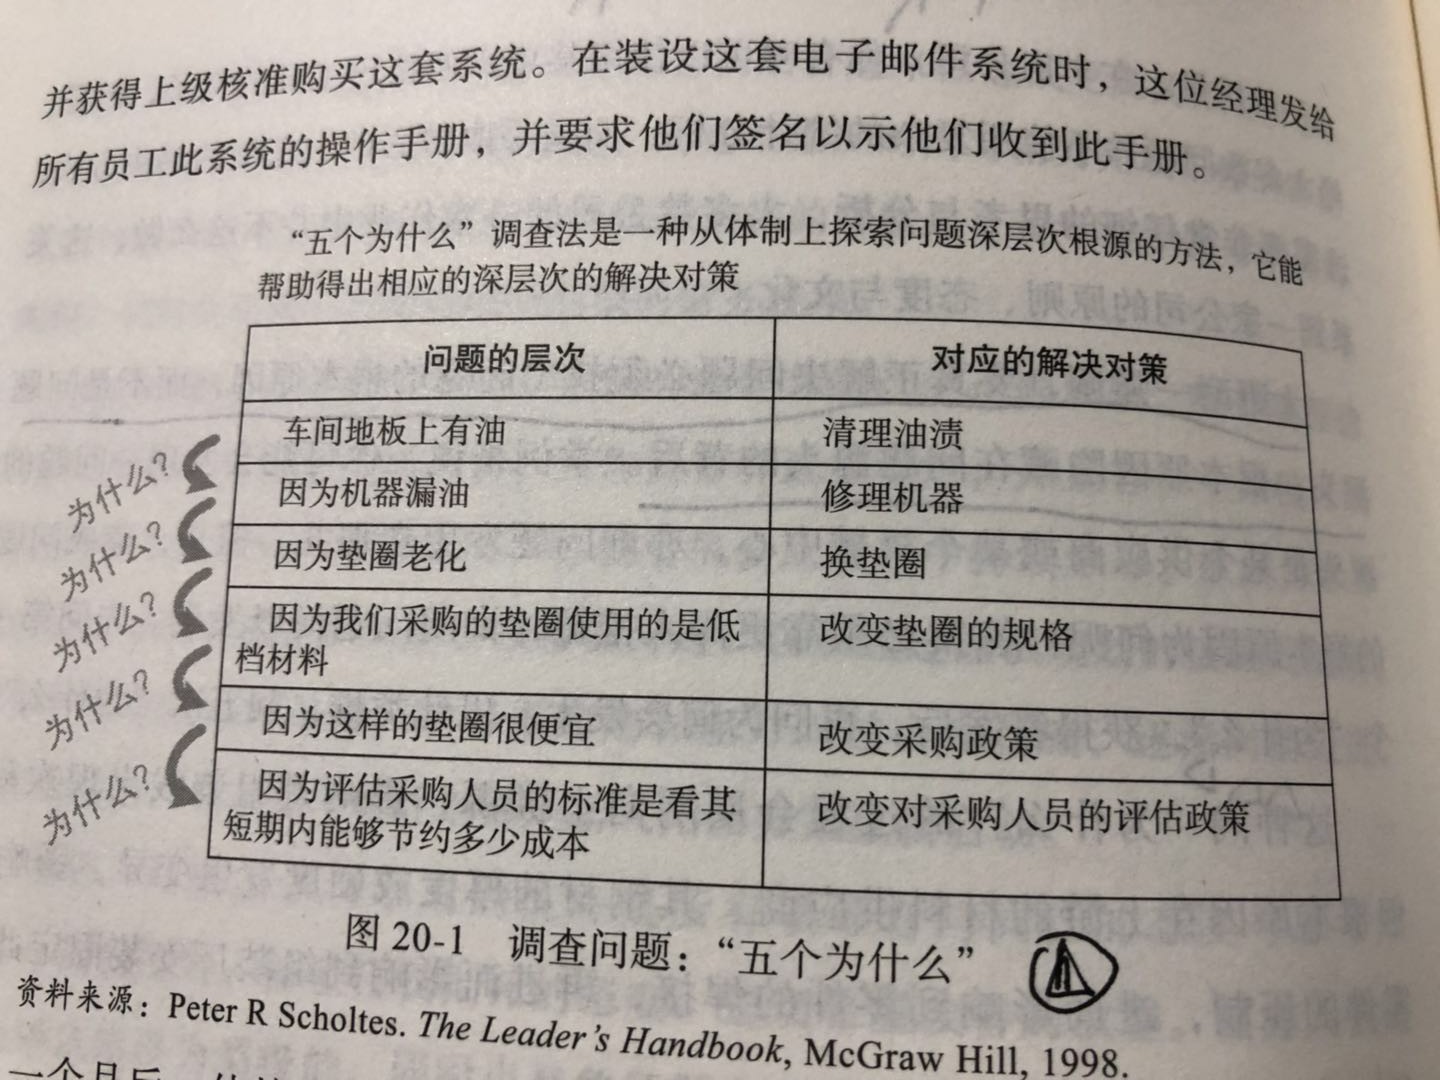 并获得上级核准购买这套系统。在装设这套电子邮件系统时，这位经理发给
所有员工此系统的操作手册，并要求他们签名以示他们收到此手册。
“五个为什么”调查法是一种从体制上探索问题深层次根源的方法，它能
帮助得出相应的深层次的解决对策
问题的层次 对应的解决对策
车间地板上有油 清理油渍
为什么？
因为机器漏油 修理机器
为什么？
因为垫圈老化 换垫圈
为什么？
因为我们采购的垫圈使用的是低 改变垫圈的规格
档材料
为什么？
因为这样的垫圈很便宜 改变采购政策
为什么？
因为评估采购人员的标准是看其 改变对采购人员的评估政策
短期内能够节约多少成本
图 20-1 调查问题：“五个为什么”
资料来源：Peter R Scholtes. The Leader's Handbook, McGraw Hill, 1998.
一个月后，